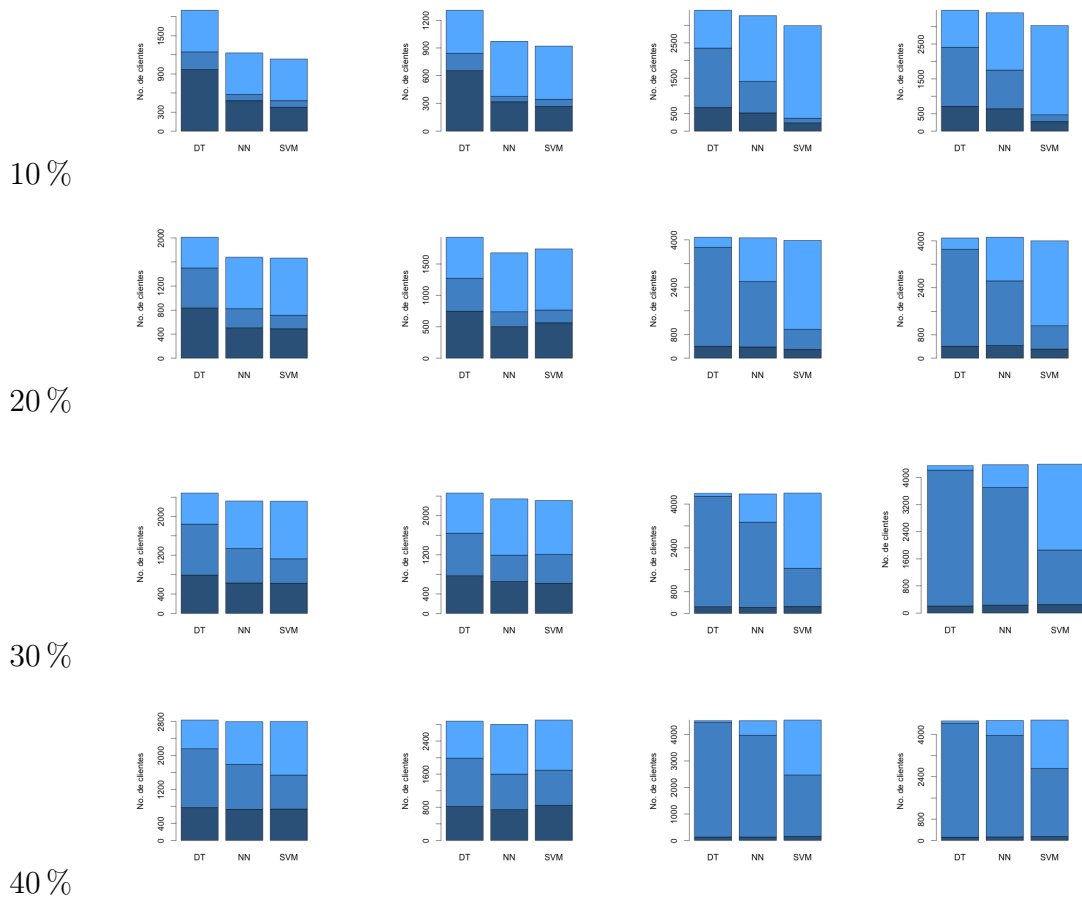 No. de clientes
300 900 1500
DT NN SVM
No. de clientes
0 300 600 900 1200
DT NN SVM
No. de clientes
0 500 1500 2500
DT NN SVM
No. de clientes
0 500 1500 2500
DT NN SVM
10 %
No. de clientes
0 400 800 1200 2000
DT NN SVM
No. de clientes
0 500 1000 1500
DT NN SVM
No. de clientes
0 800 2400 4000
DT NN SVM
No. de clientes
0 800 2400 4000
DT NN SVM
20 %
No. de clientes
0 400 1200 2000
DT NN SVM
No. de clientes
0 400 1200 2000
DT NN SVM
No. de clientes
0 800 2400 4000
DT NN SVM
No. de clientes
0 800 1600 2400 4000
DT NN SVM
30 %
No. de clientes
0 400 1200 2000 2800
DT NN SVM
No. de clientes
0 800 1600 2400
DT NN SVM
No. de clientes
0 1000 2000 3000 4000
DT NN SVM
No. de clientes
0 800 2400 4000
DT NN SVM
40 %